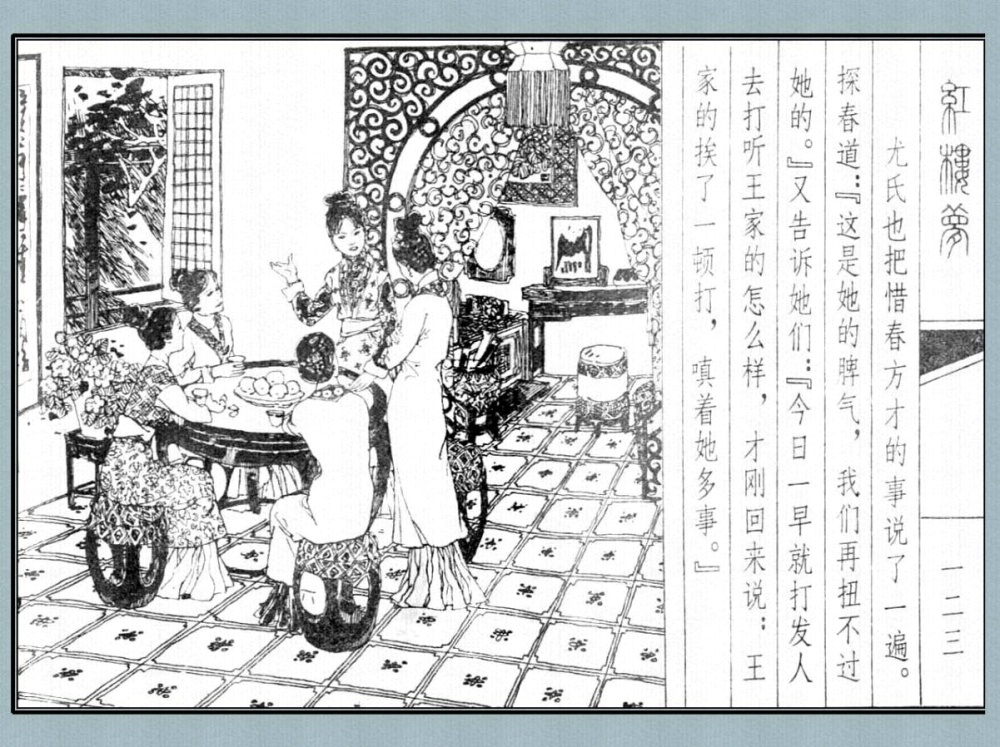 红楼梦
尤氏也把惜春方才的事说了一遍。
探春道：『这是她的脾气，我们再扭不过
她的。』又告诉她们：『今日一早就打发人
去打听王家的怎么样，才刚回来说：王
家的挨了一顿打，嗔着她多事。』
一二三